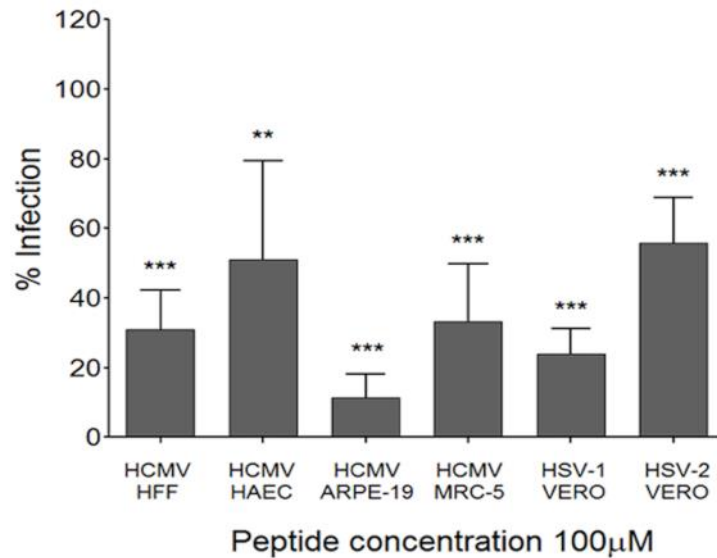 120
100
80
60
40
20
0
% Infection
***
**
***
***
***
***
HCMV
HFF
HCMV
HAEC
HCMV
ARPE-19
HCMV
MRC-5
HSV-1
VERO
HSV-2
VERO
Peptide concentration 100μM